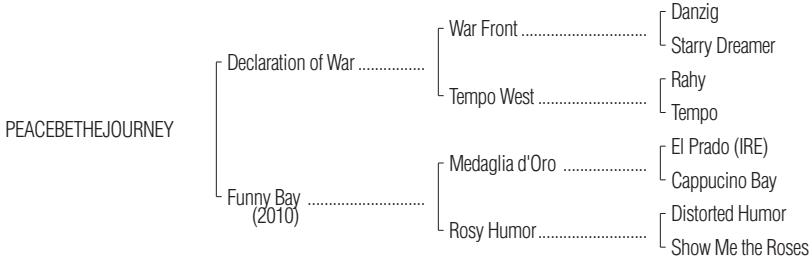 Danzig
War Front ..............................
Starry Dreamer
Declaration of War ................
Rahy
Tempo West ..........................
Tempo
PEACEBETHEJOURNEY
El Prado (IRE)
Medaglia d'Oro ....................
Cappucino Bay
Funny Bay ............................
(2010)
Distorted Humor
Rosy Humor..........................
Show Me the Roses